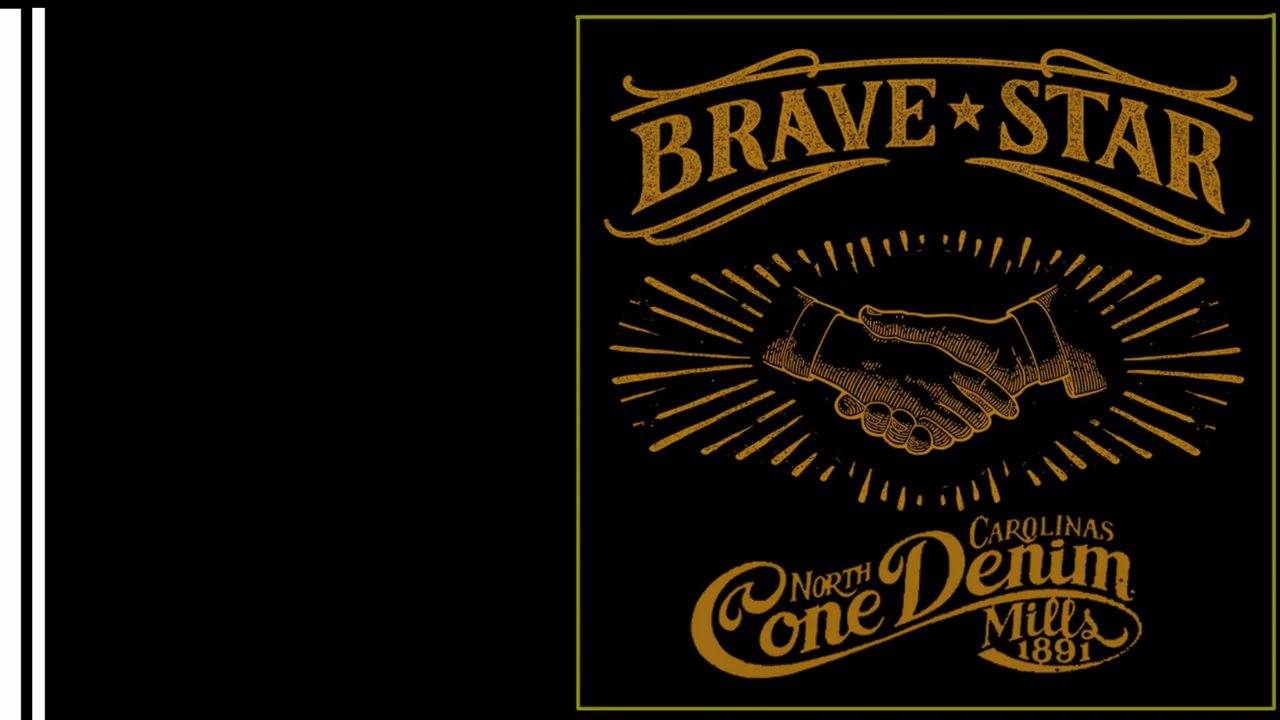 BRAVE ★ STAR
CAROLINAS
NORTH
Cone Denim
Mills
1891